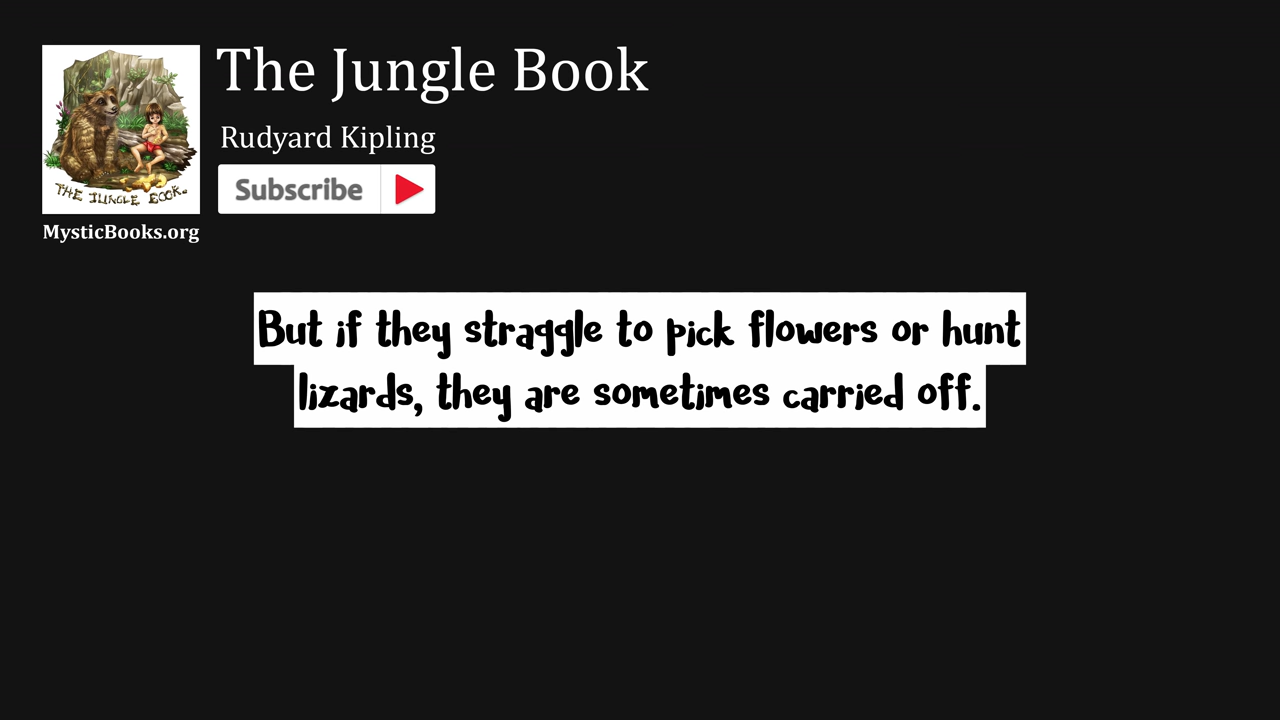 The Jungle Book
Rudyard Kipling
Subscribe
THE JUNGLE BOOK.
MysticBooks.org
But if they straggle to pick flowers or hunt
lizards, they are sometimes carried off.